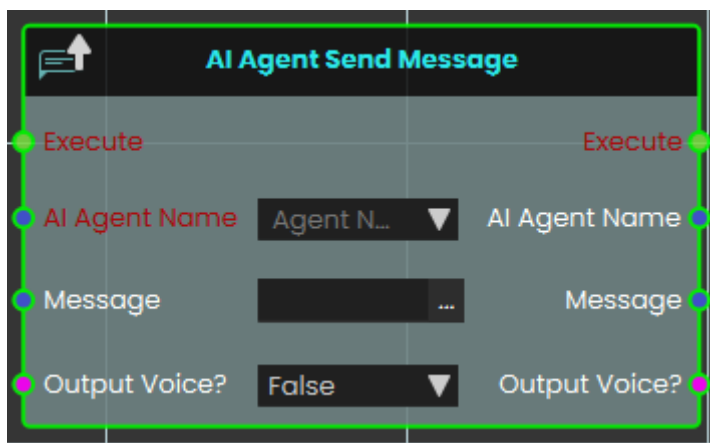 AI Agent Send Message
Execute Execute
AI Agent Name Agent N... AI Agent Name
Message ... Message
Output Voice? False Output Voice?